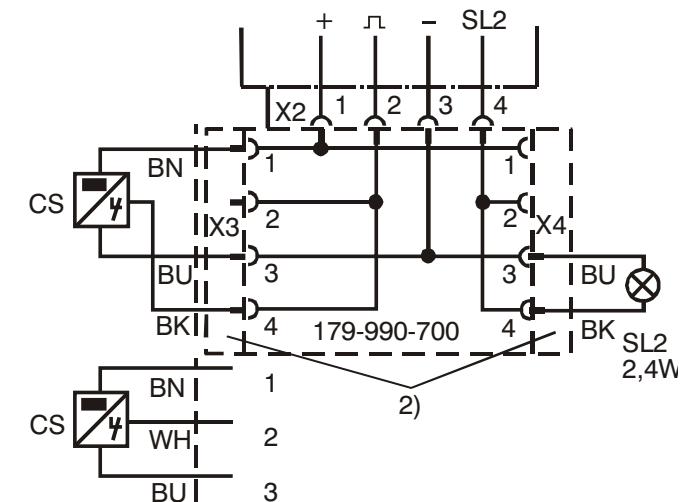 + ⎍ – SL2
X2 1 2 3 4
BN 1 1
CS
2 2
X3 X4
BU 3 3 BU
BK 4 179-990-700 4 BK
SL2
2,4W
2)
BN 1
CS
WH 2
BU 3